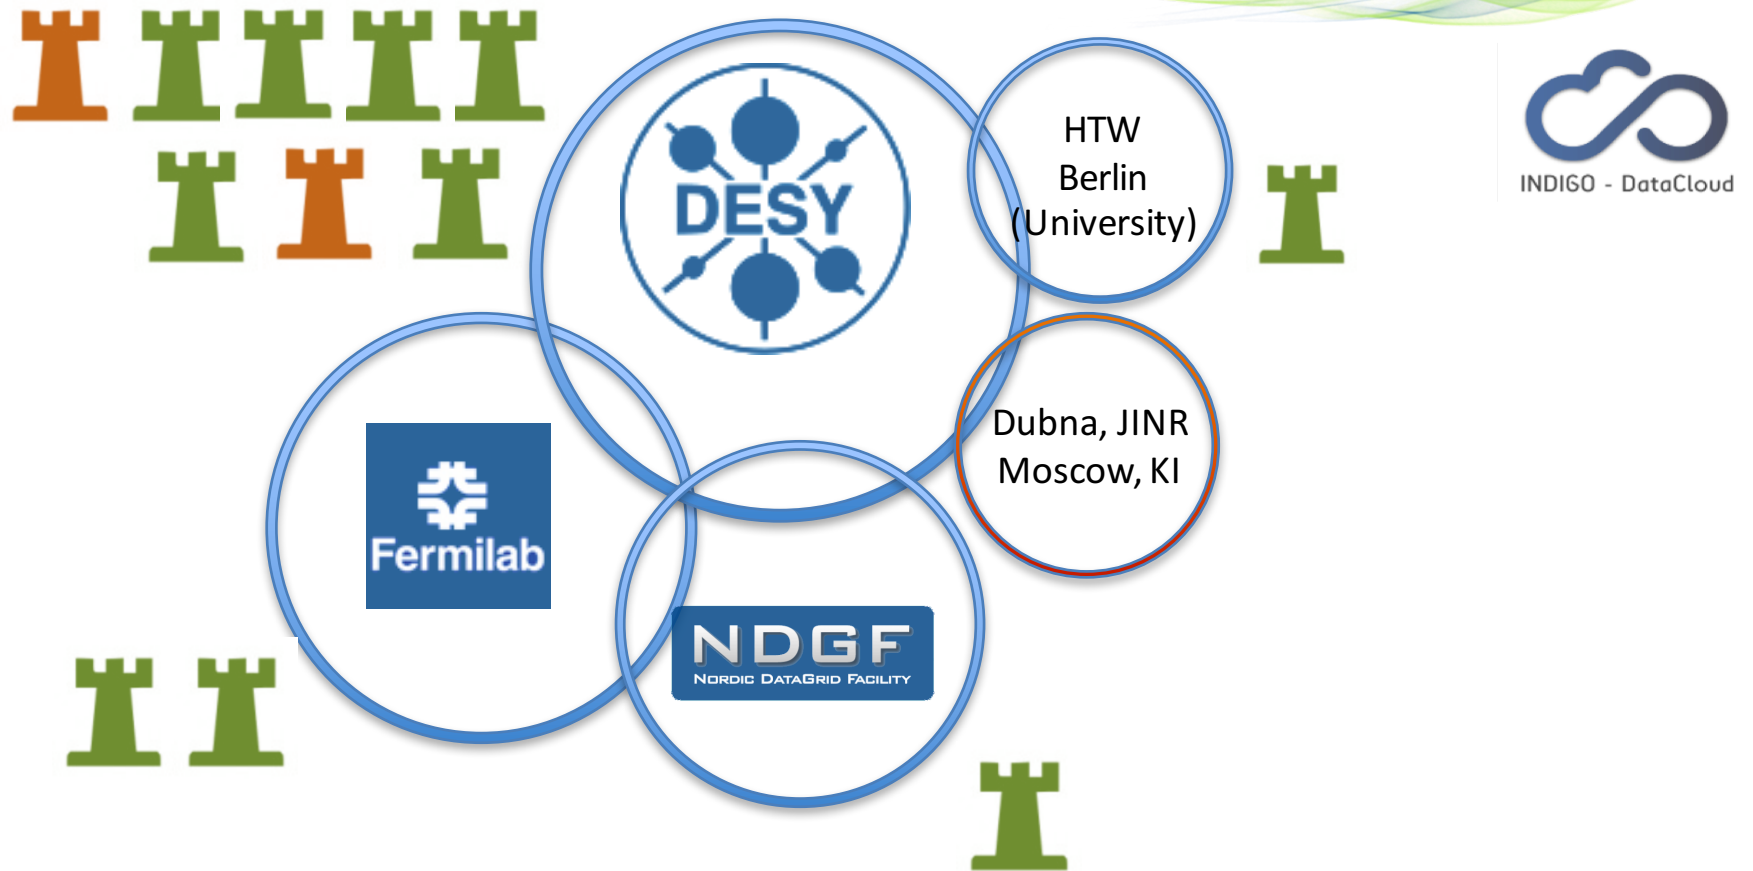 DESY
HTW
Berlin
(University)
INDIGO - DataCloud
Dubna, JINR
Moscow, KI
Fermilab
NDGF
NORDIC DATAGRID FACILITY